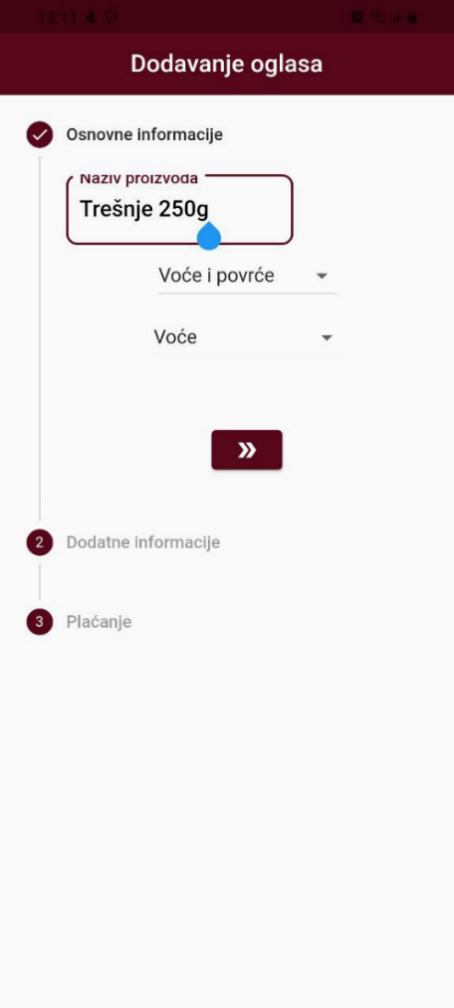 13:11
Dodavanje oglasa
Osnovne informacije
Naziv proizvoda
Trešnje 250g
Voće i povrće
Voće
2 Dodatne informacije
3 Plaćanje